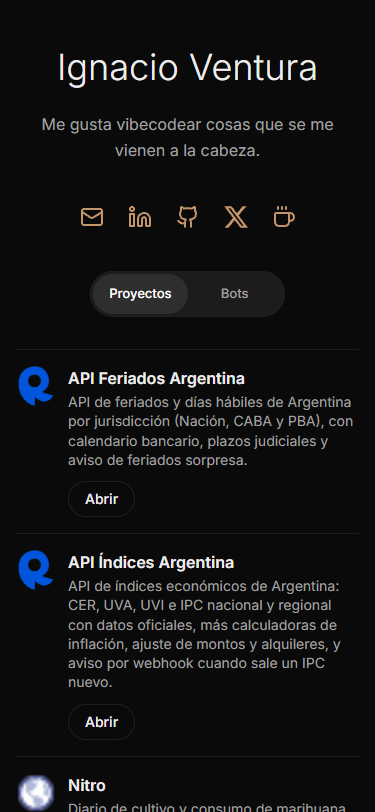 Ignacio Ventura
Me gusta vibecodear cosas que se me
vienen a la cabeza.
Proyectos
Bots
API Feriados Argentina
API de feriados y días hábiles de Argentina
por jurisdicción (Nación, CABA y PBA), con
calendario bancario, plazos judiciales y
aviso de feriados sorpresa.
Abrir
API Índices Argentina
API de índices económicos de Argentina:
CER, UVA, UVI e IPC nacional y regional
con datos oficiales, más calculadoras de
inflación, ajuste de montos y alquileres, y
aviso por webhook cuando sale un IPC
nuevo.
Abrir
Nitro
Diario de cultivo y consumo de marihuana